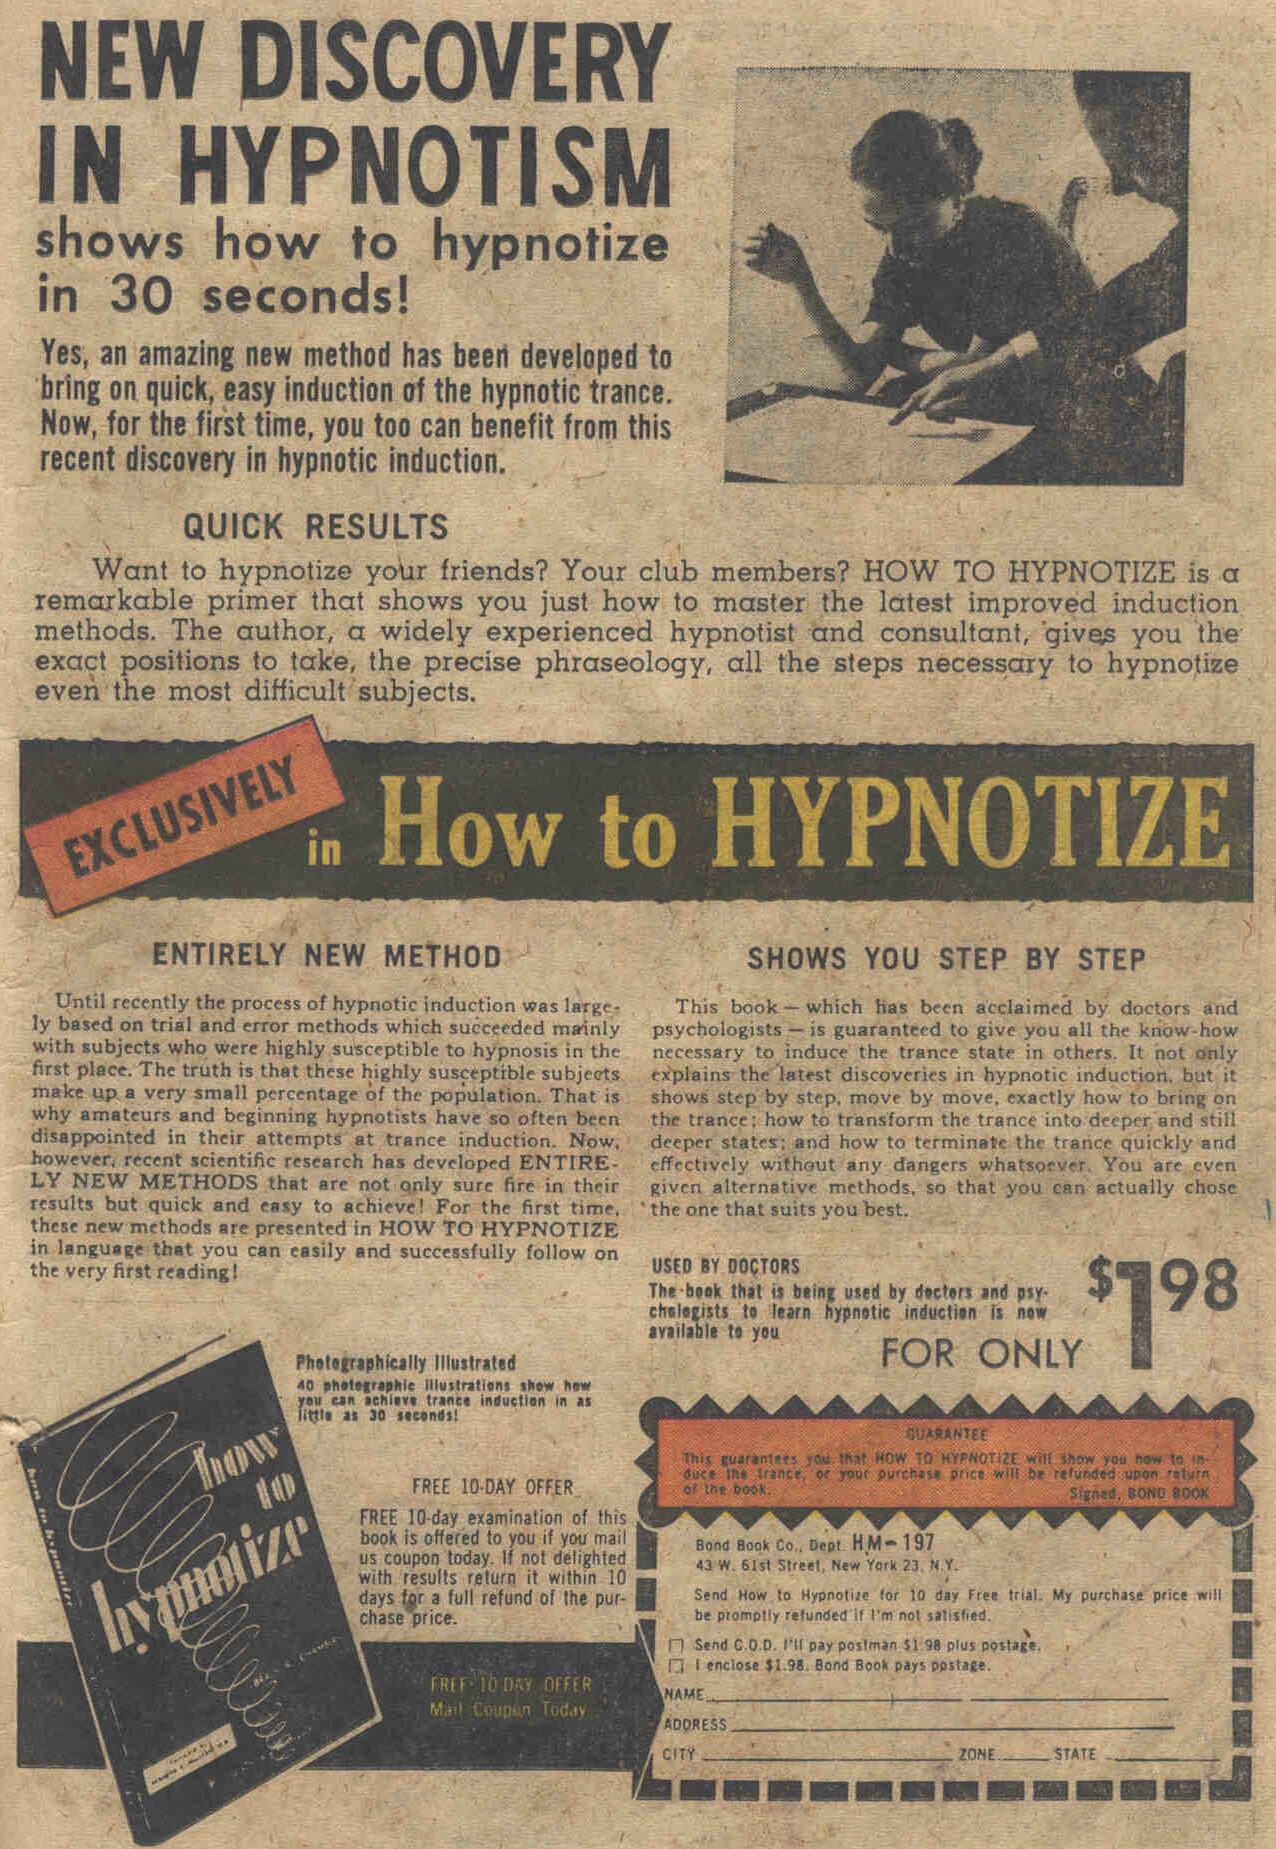 NEW DISCOVERY
IN HYPNOTISM
shows how to hypnotize
in 30 seconds!
Yes, an amazing new method has been developed to
bring on quick, easy induction of the hypnotic trance.
Now, for the first time, you too can benefit from this
recent discovery in hypnotic induction.
QUICK RESULTS
Want to hypnotize your friends? Your club members? HOW TO HYPNOTIZE is a
remarkable primer that shows you just how to master the latest improved induction
methods. The author, a widely experienced hypnotist and consultant, gives you the
exact positions to take, the precise phraseology, all the steps necessary to hypnotize
even the most difficult subjects.
EXCLUSIVELY
in How to HYPNOTIZE
ENTIRELY NEW METHOD
Until recently the process of hypnotic induction was large-
ly based on trial and error methods which succeeded mainly
with subjects who were highly susceptible to hypnosis in the
first place. The truth is that these highly susceptible subjects
make up a very small percentage of the population. That is
why amateurs and beginning hypnotists have so often been
disappointed in their attempts at trance induction. Now,
however, recent scientific research has developed ENTIRE-
LY NEW METHODS that are not only sure fire in their
results but quick and easy to achieve! For the first time,
these new methods are presented in HOW TO HYPNOTIZE
in language that you can easily and successfully follow on
the very first reading!
SHOWS YOU STEP BY STEP
This book — which has been acclaimed by doctors and
psychologists — is guaranteed to give you all the know-how
necessary to induce the trance state in others. It not only
explains the latest discoveries in hypnotic induction, but it
shows step by step, move by move, exactly how to bring on
the trance; how to transform the trance into deeper and still
deeper states; and how to terminate the trance quickly and
effectively without any dangers whatsoever. You are even
given alternative methods, so that you can actually chose
the one that suits you best.
USED BY DOCTORS
The book that is being used by doctors and psy-
chologists to learn hypnotic induction is now
available to you
FOR ONLY $1 98
Photographically Illustrated
40 photographic illustrations show how
you can achieve trance induction in as
little as 30 seconds!
FREE 10-DAY OFFER
FREE 10-day examination of this
book is offered to you if you mail
us coupon today. If not delighted
with results return it within 10
days for a full refund of the pur-
chase price.
how to hypnotize
how
to
hypnotize
FREE 10 DAY OFFER
Mail Coupon Today
GUARANTEE
This guarantees you that HOW TO HYPNOTIZE will show you how to in-
duce the trance, or your purchase price will be refunded upon return
of the book. Signed, BOND BOOK
Bond Book Co., Dept. HM-197
43 W. 61st Street, New York 23, N.Y.
Send How to Hypnotize for 10 day Free trial. My purchase price will
be promptly refunded if I'm not satisfied.
Send C.O.D. I'll pay postman $1.98 plus postage.
I enclose $1.98. Bond Book pays postage.
NAME
ADDRESS
CITY ZONE STATE